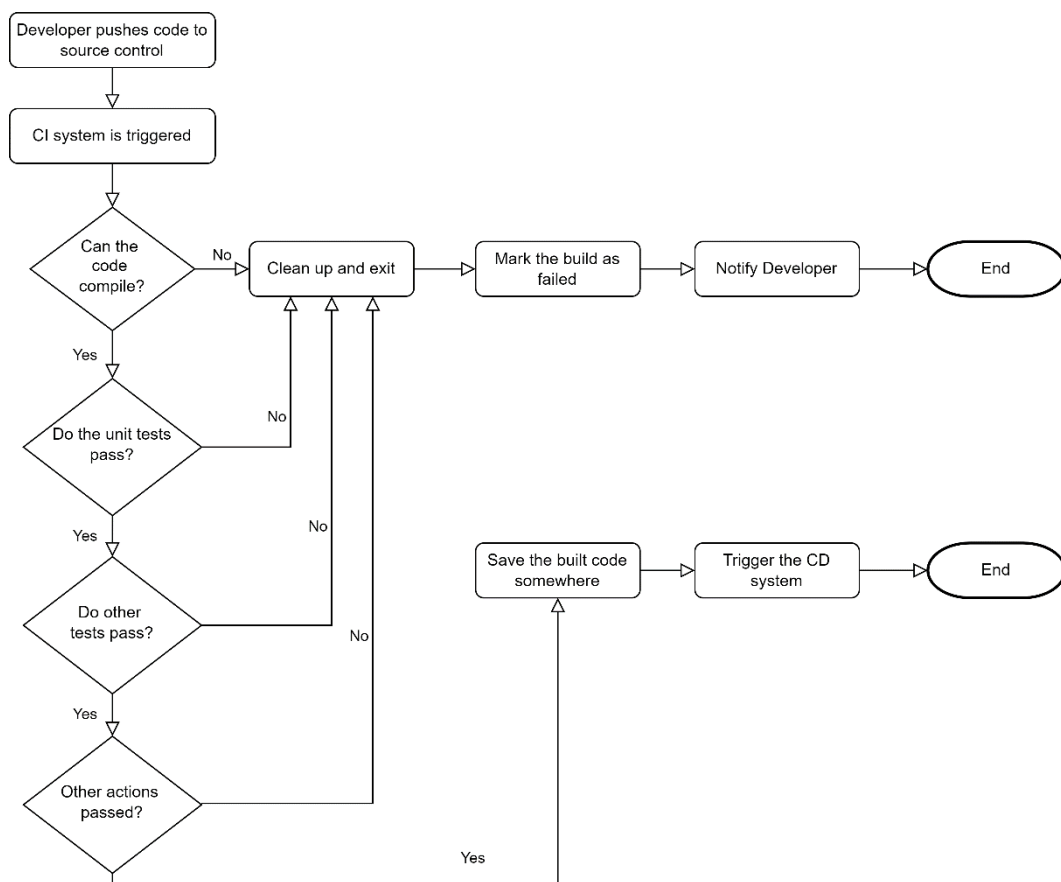 Developer pushes code to
source control
CI system is triggered
Can the
code
compile?
No
Clean up and exit
Mark the build as
failed
Notify Developer
End
Yes
Do the unit tests
pass?
No
Yes
Do other
tests pass?
No
Save the built code
somewhere
Trigger the CD
system
End
No
Yes
Other actions
passed?
Yes